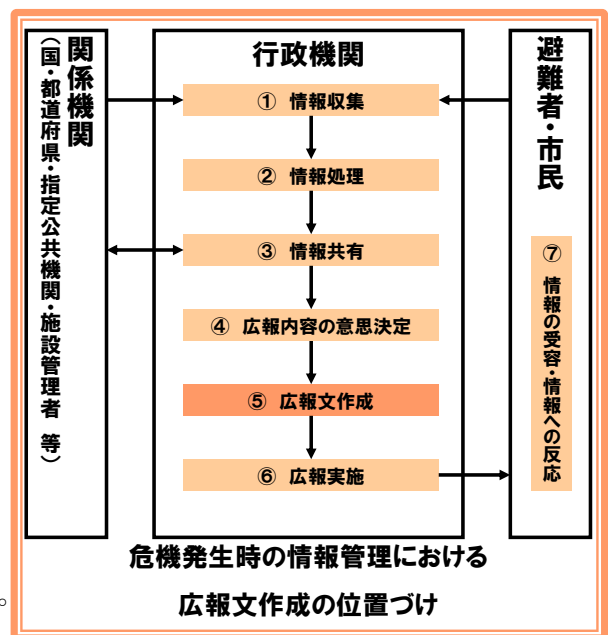 関係機関
（国・都道府県・指定公共機関・施設管理者 等）
行政機関
① 情報収集
② 情報処理
③ 情報共有
④ 広報内容の意思決定
⑤ 広報文作成
⑥ 広報実施
避難者・市民
⑦ 情報の受容・情報への反応
危機発生時の情報管理における
広報文作成の位置づけ
。